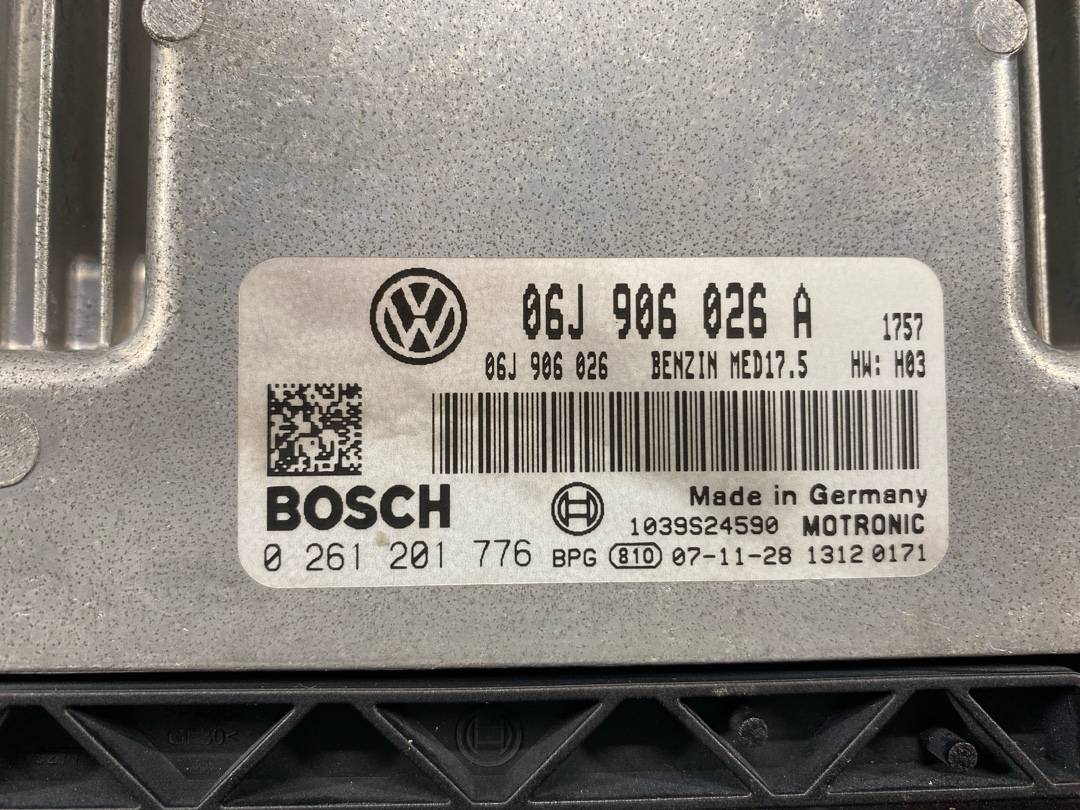 06J 906 026 A 1757
06J 906 026 BENZIN MED17.5 HW: H03
BOSCH
Made in Germany
1039S24590 MOTRONIC
0 261 201 776 BPG 810 07-11-28 1312 0171